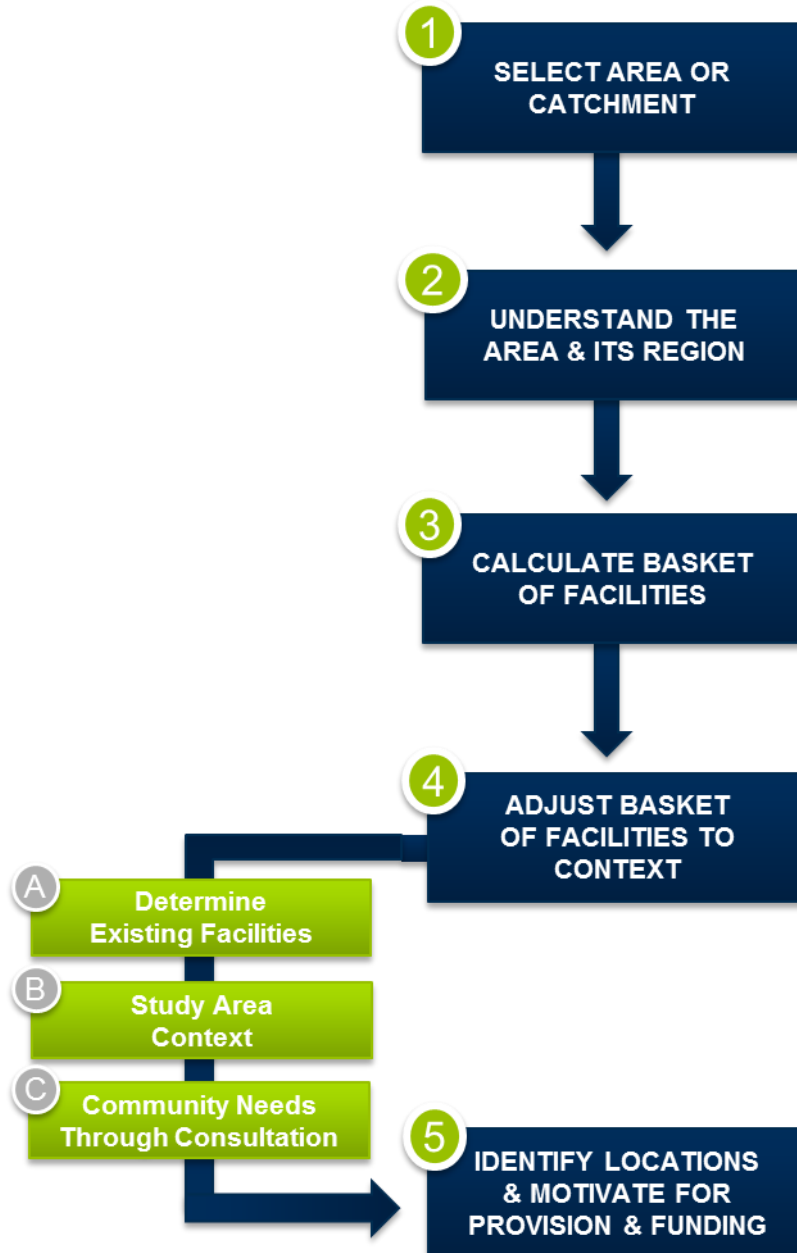 1
SELECT AREA OR
CATCHMENT
2
UNDERSTAND THE
AREA & ITS REGION
3
CALCULATE BASKET
OF FACILITIES
4
ADJUST BASKET
OF FACILITIES TO
CONTEXT
A
Determine
Existing Facilities
B
Study Area
Context
C
Community Needs
Through Consultation
5
IDENTIFY LOCATIONS
& MOTIVATE FOR
PROVISION & FUNDING